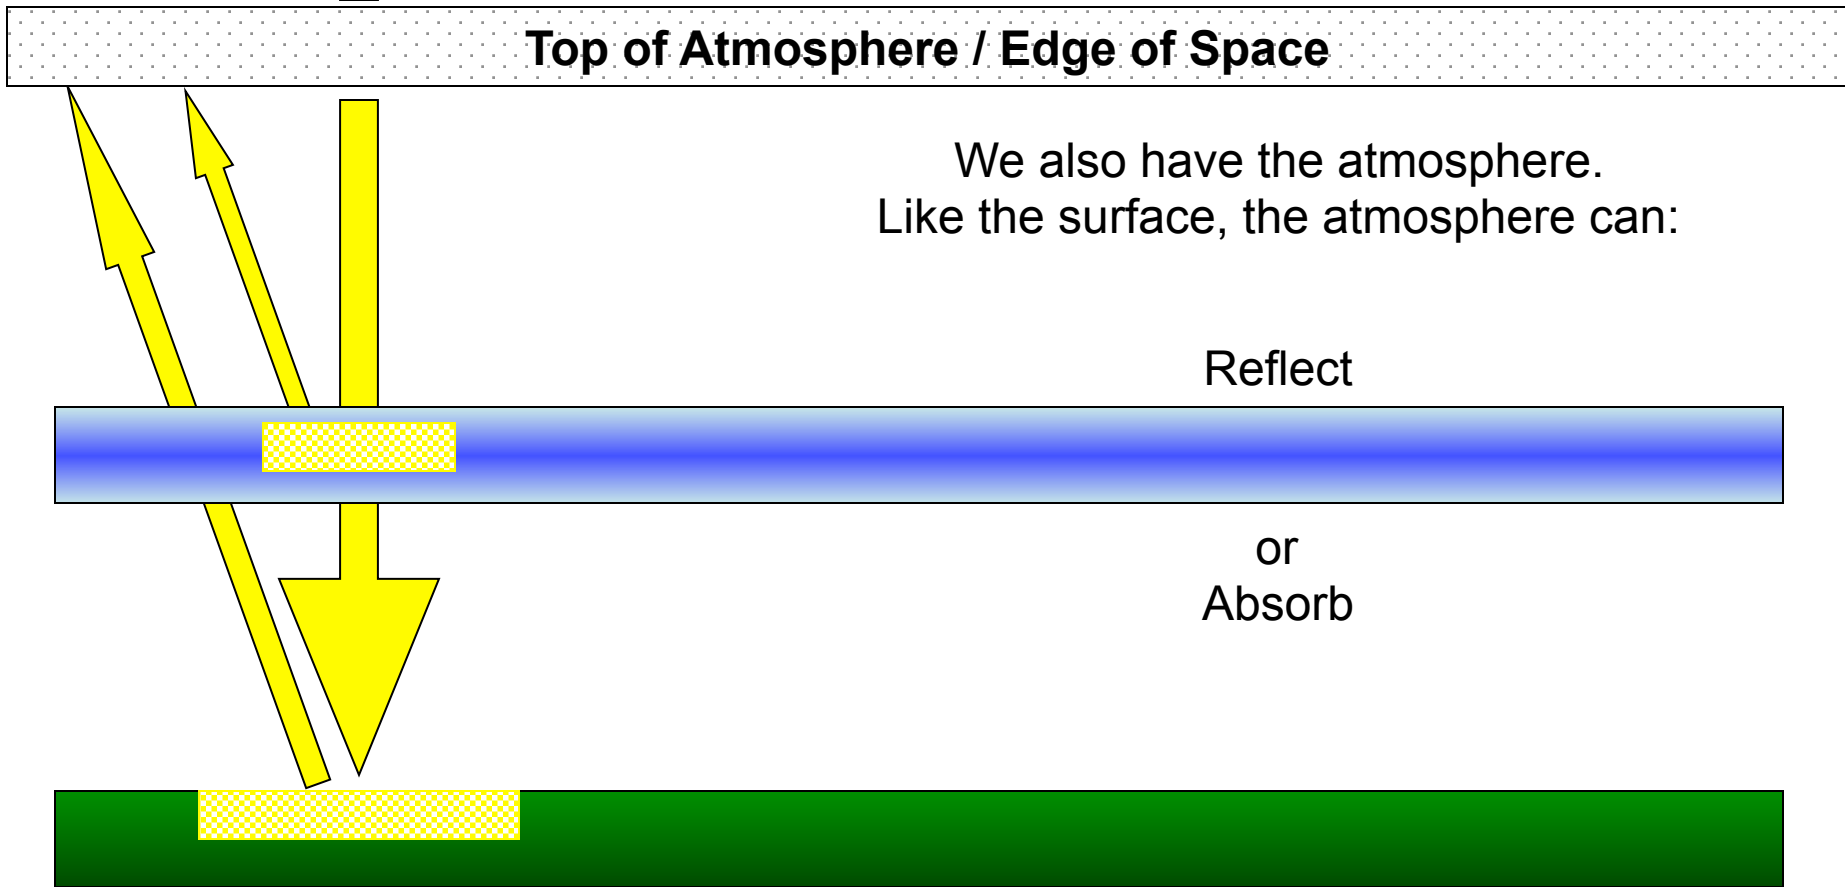 Top of Atmosphere / Edge of Space
We also have the atmosphere.
Like the surface, the atmosphere can:
Reflect
or
Absorb